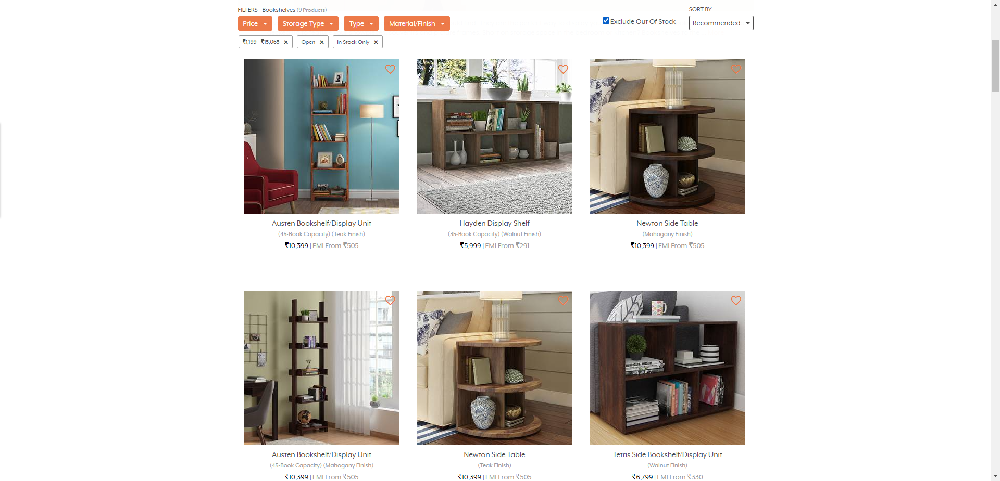 FILTERS - Bookshelves (9 Products)
SORT BY
Price
Storage Type
Type
Material/Finish
Exclude Out Of Stock
Recommended
₹1,199 - ₹15,065 ×
Open ×
In Stock Only ×
Austen Bookshelf/Display Unit
(45-Book Capacity) (Teak Finish)
₹10,399 | EMI From ₹505
Hayden Display Shelf
(35-Book Capacity) (Walnut Finish)
₹5,999 | EMI From ₹291
Newton Side Table
(Mahogany Finish)
₹10,399 | EMI From ₹505
Austen Bookshelf/Display Unit
(45-Book Capacity) (Mahogany Finish)
₹10,399 | EMI From ₹505
Newton Side Table
(Teak Finish)
₹10,399 | EMI From ₹505
Tetris Side Bookshelf/Display Unit
(Walnut Finish)
₹6,799 | EMI From ₹330